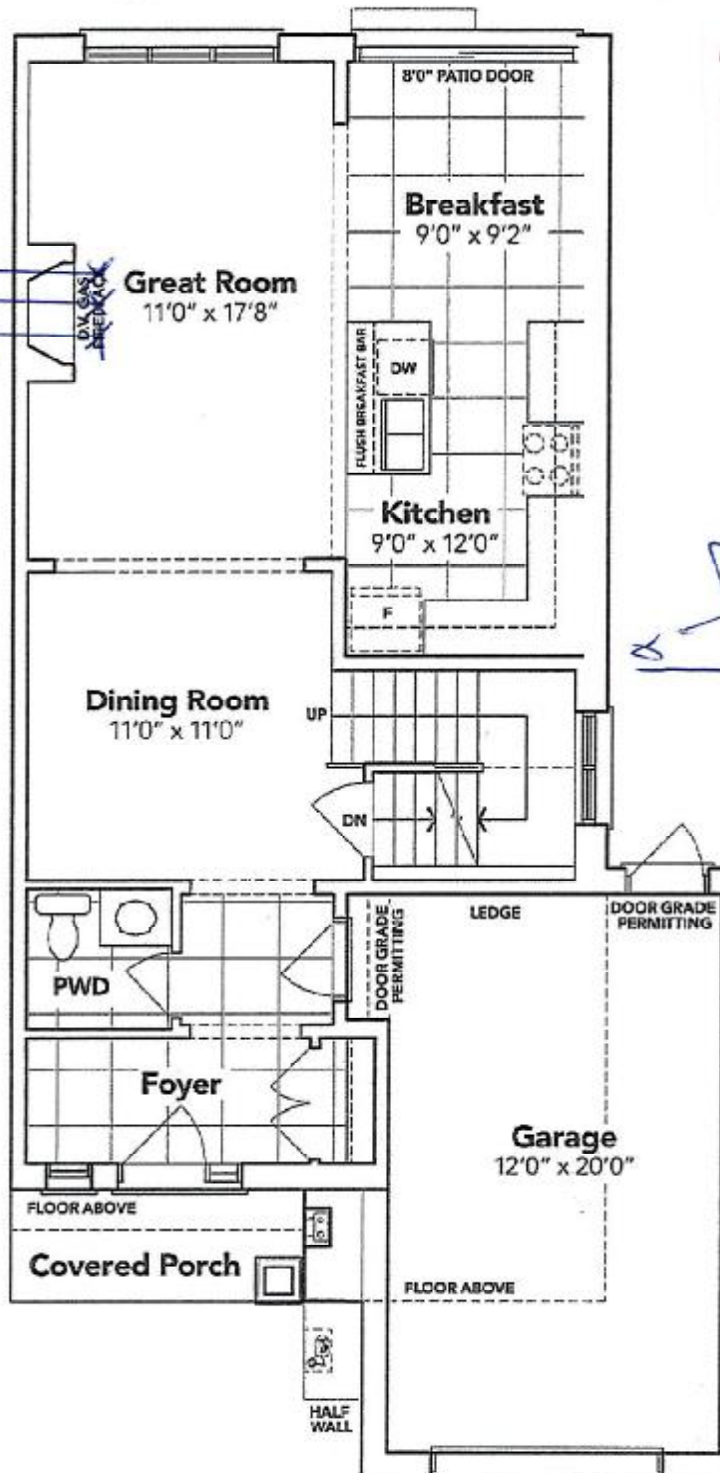 8'0" PATIO DOOR
Breakfast
9'0" x 9'2"
Great Room
11'0" x 17'8"
D.V. GAS
FIREPLACE
FLUSH BREAKFAST BAR
DW
Kitchen
9'0" x 12'0"
F
Dining Room
11'0" x 11'0"
UP
DN
LEDGE
DOOR GRADE
PERMITTING
DOOR GRADE
PERMITTING
PWD
Foyer
Garage
12'0" x 20'0"
FLOOR ABOVE
Covered Porch
FLOOR ABOVE
HALF
WALL